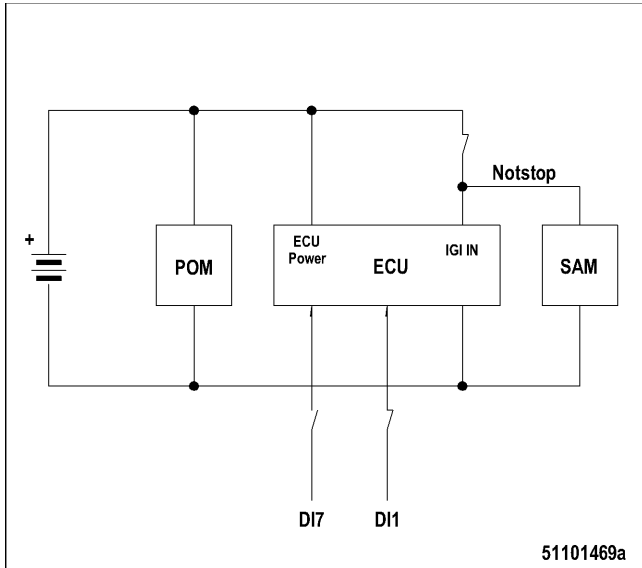 Notstop
+
POM
ECU
Power
ECU
IGI IN
SAM
DI7
DI1
51101469a